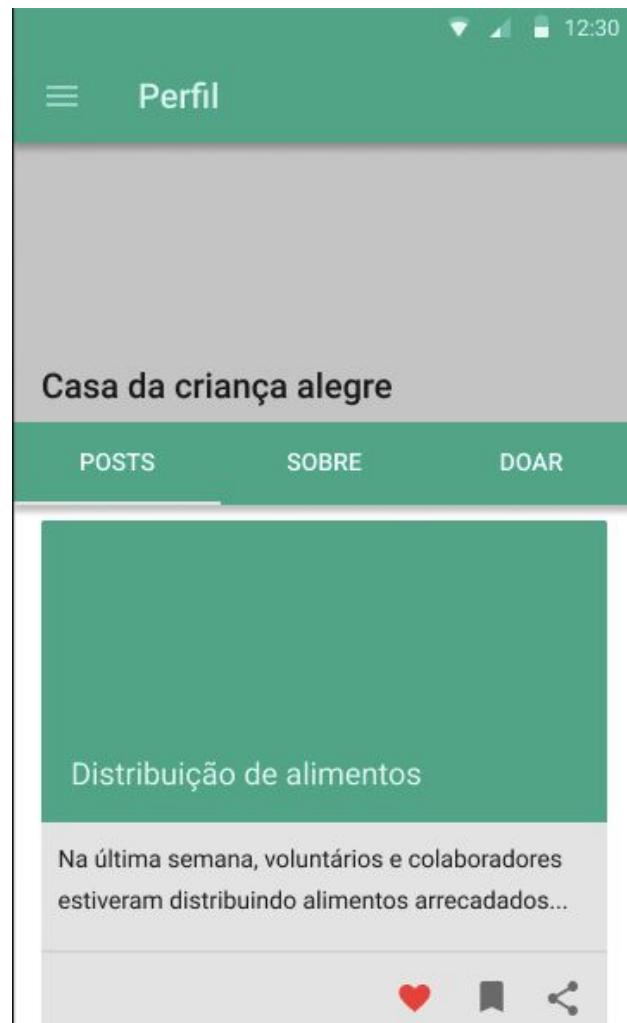 12:30
Perfil
Casa da criança alegre
POSTS SOBRE DOAR
Distribuição de alimentos
Na última semana, voluntários e colaboradores
estiveram distribuindo alimentos arrecadados...